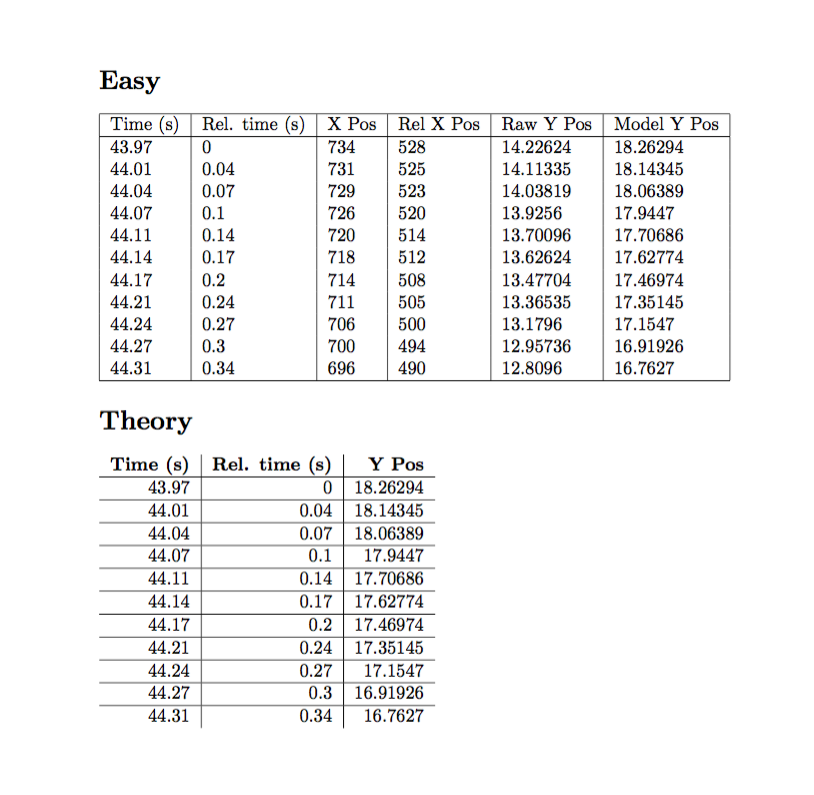 Easy
Time (s) Rel. time (s) X Pos Rel X Pos Raw Y Pos Model Y Pos
43.97 0 734 528 14.22624 18.26294
44.01 0.04 731 525 14.11335 18.14345
44.04 0.07 729 523 14.03819 18.06389
44.07 0.1 726 520 13.9256 17.9447
44.11 0.14 720 514 13.70096 17.70686
44.14 0.17 718 512 13.62624 17.62774
44.17 0.2 714 508 13.47704 17.46974
44.21 0.24 711 505 13.36535 17.35145
44.24 0.27 706 500 13.1796 17.1547
44.27 0.3 700 494 12.95736 16.91926
44.31 0.34 696 490 12.8096 16.7627
Theory
Time (s) Rel. time (s) Y Pos
43.97 0 18.26294
44.01 0.04 18.14345
44.04 0.07 18.06389
44.07 0.1 17.9447
44.11 0.14 17.70686
44.14 0.17 17.62774
44.17 0.2 17.46974
44.21 0.24 17.35145
44.24 0.27 17.1547
44.27 0.3 16.91926
44.31 0.34 16.7627